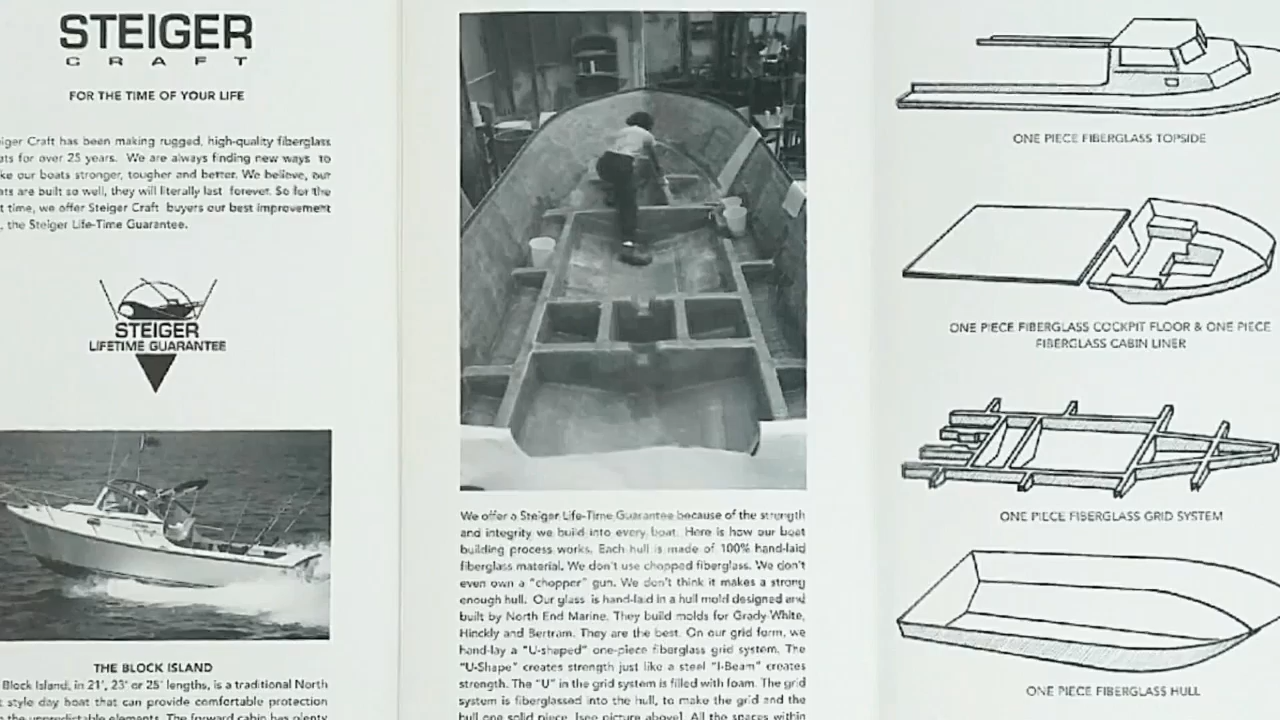 STEIGER
CRAFT
FOR THE TIME OF YOUR LIFE
iger Craft has been making rugged, high-quality fiberglass
ats for over 25 years. We are always finding new ways to
ke our boats stronger, tougher and better. We believe, our
ats are built so well, they will literally last forever. So for the
t time, we offer Steiger Craft buyers our best improvement
, the Steiger Life-Time Guarantee.
STEIGER
LIFETIME GUARANTEE
THE BLOCK ISLAND
Block Island, in 21', 23' or 25' lengths, is a traditional North
t style day boat that can provide comfortable protection
the unpredictable elements. The forward cabin has plenty
We offer a Steiger Life-Time Guarantee because of the strength
and integrity we build into every boat. Here is how our boat
building process works. Each hull is made of 100% hand-laid
fiberglass material. We don't use chopped fiberglass. We don't
even own a "chopper" gun. We don't think it makes a strong
enough hull. Our glass is hand-laid in a hull mold designed and
built by North End Marine. They build molds for Grady-White,
Hinckly and Bertram. They are the best. On our grid form, we
hand-lay a "U-shaped" one-piece fiberglass grid system. The
"U-Shape" creates strength just like a steel "I-Beam" creates
strength. The "U" in the grid system is filled with foam. The grid
system is fiberglassed into the hull, to make the grid and the
hull one solid piece. [see picture above] All the spaces within
ONE PIECE FIBERGLASS TOPSIDE
ONE PIECE FIBERGLASS COCKPIT FLOOR & ONE PIECE
FIBERGLASS CABIN LINER
ONE PIECE FIBERGLASS GRID SYSTEM
ONE PIECE FIBERGLASS HULL